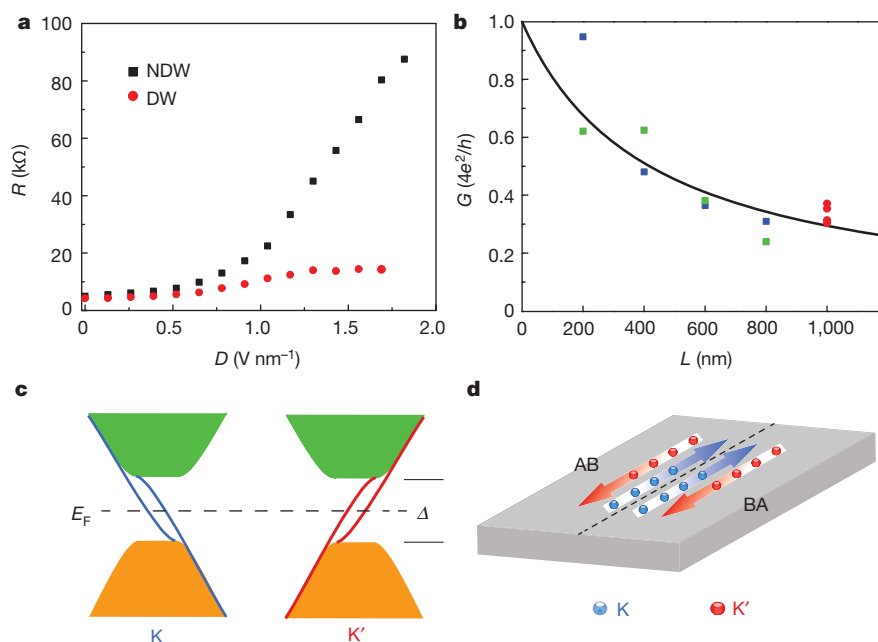 a
100
80
60
40
20
0
R (kΩ)
NDW
DW
0
0.5
1.0
1.5
2.0
D (V nm⁻¹)
b
1.0
0.8
0.6
0.4
0.2
0
G (4e²/h)
0
200
400
600
800
1,000
L (nm)
c
E_F
Δ
K
K′
d
AB
BA
K
K′